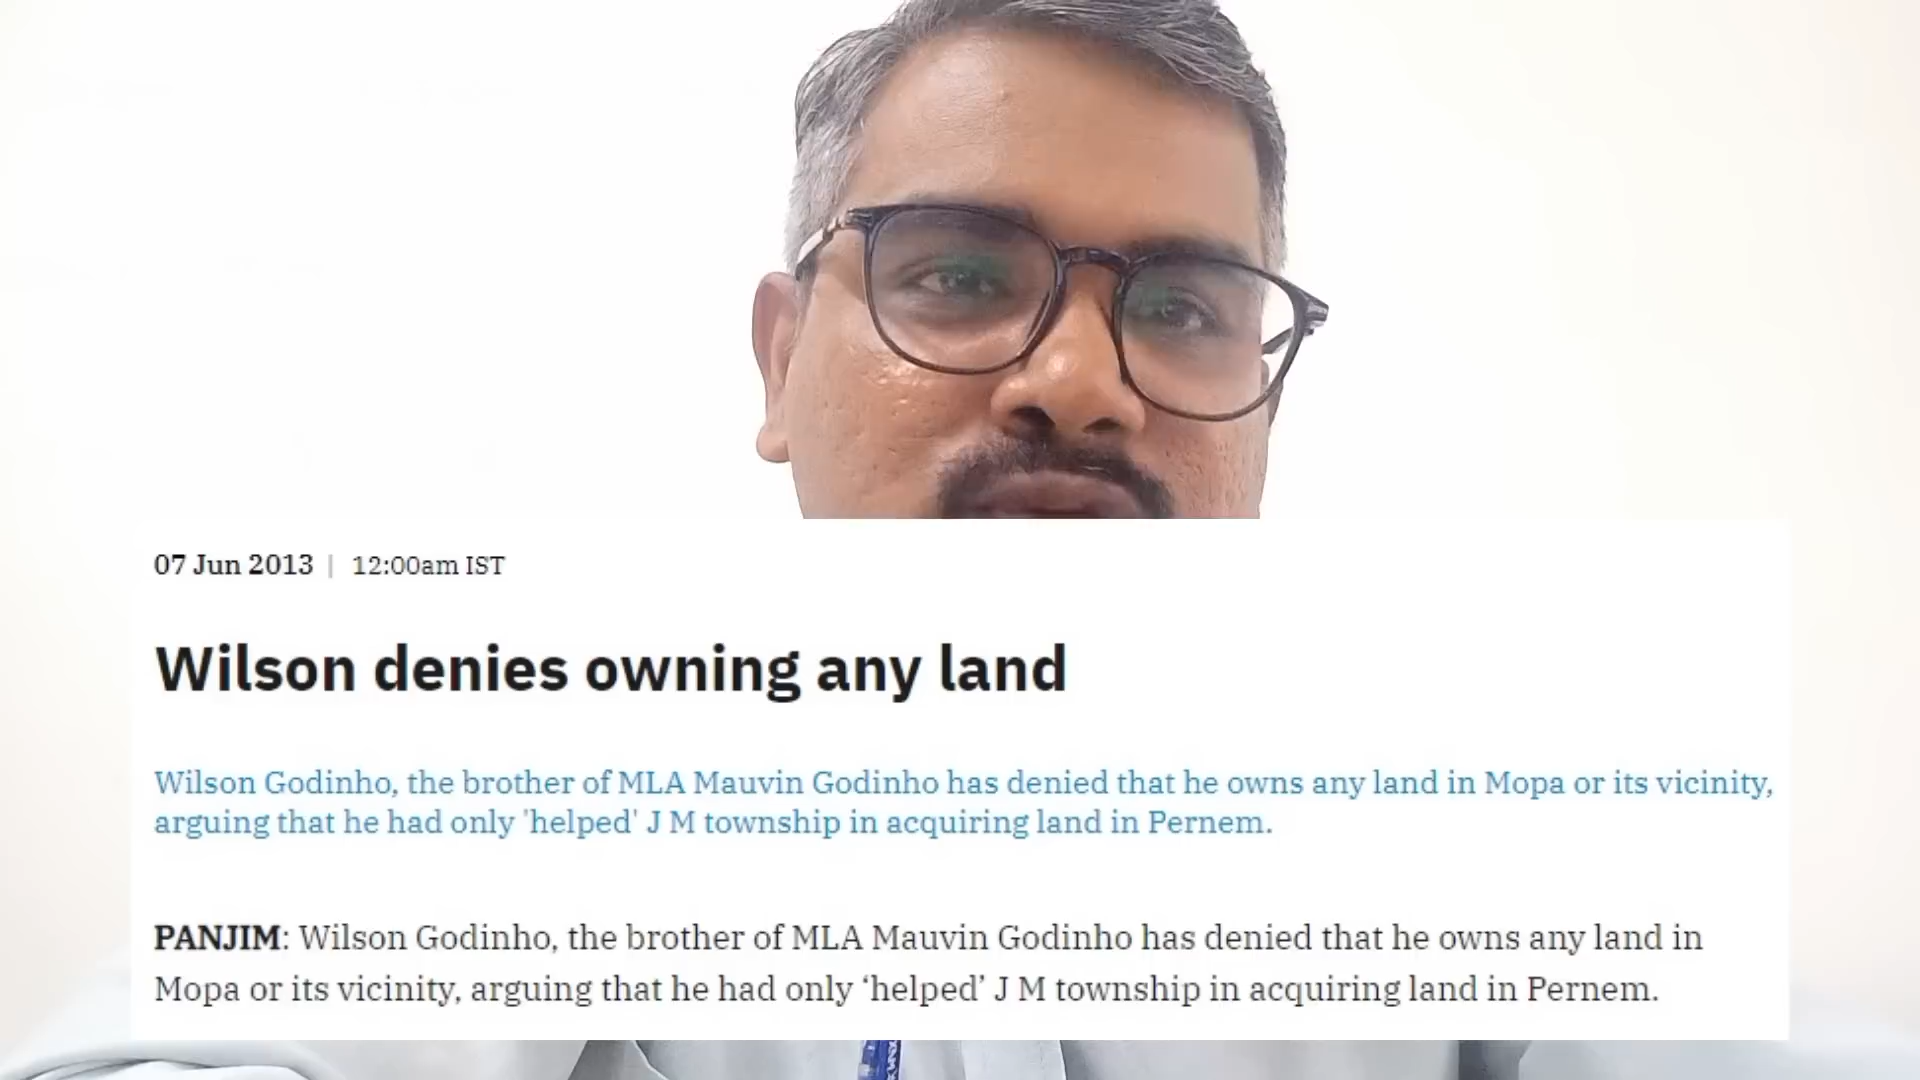 07 Jun 2013 | 12:00am IST
Wilson denies owning any land
Wilson Godinho, the brother of MLA Mauvin Godinho has denied that he owns any land in Mopa or its vicinity,
arguing that he had only 'helped' J M township in acquiring land in Pernem.
PANJIM: Wilson Godinho, the brother of MLA Mauvin Godinho has denied that he owns any land in
Mopa or its vicinity, arguing that he had only ‘helped’ J M township in acquiring land in Pernem.